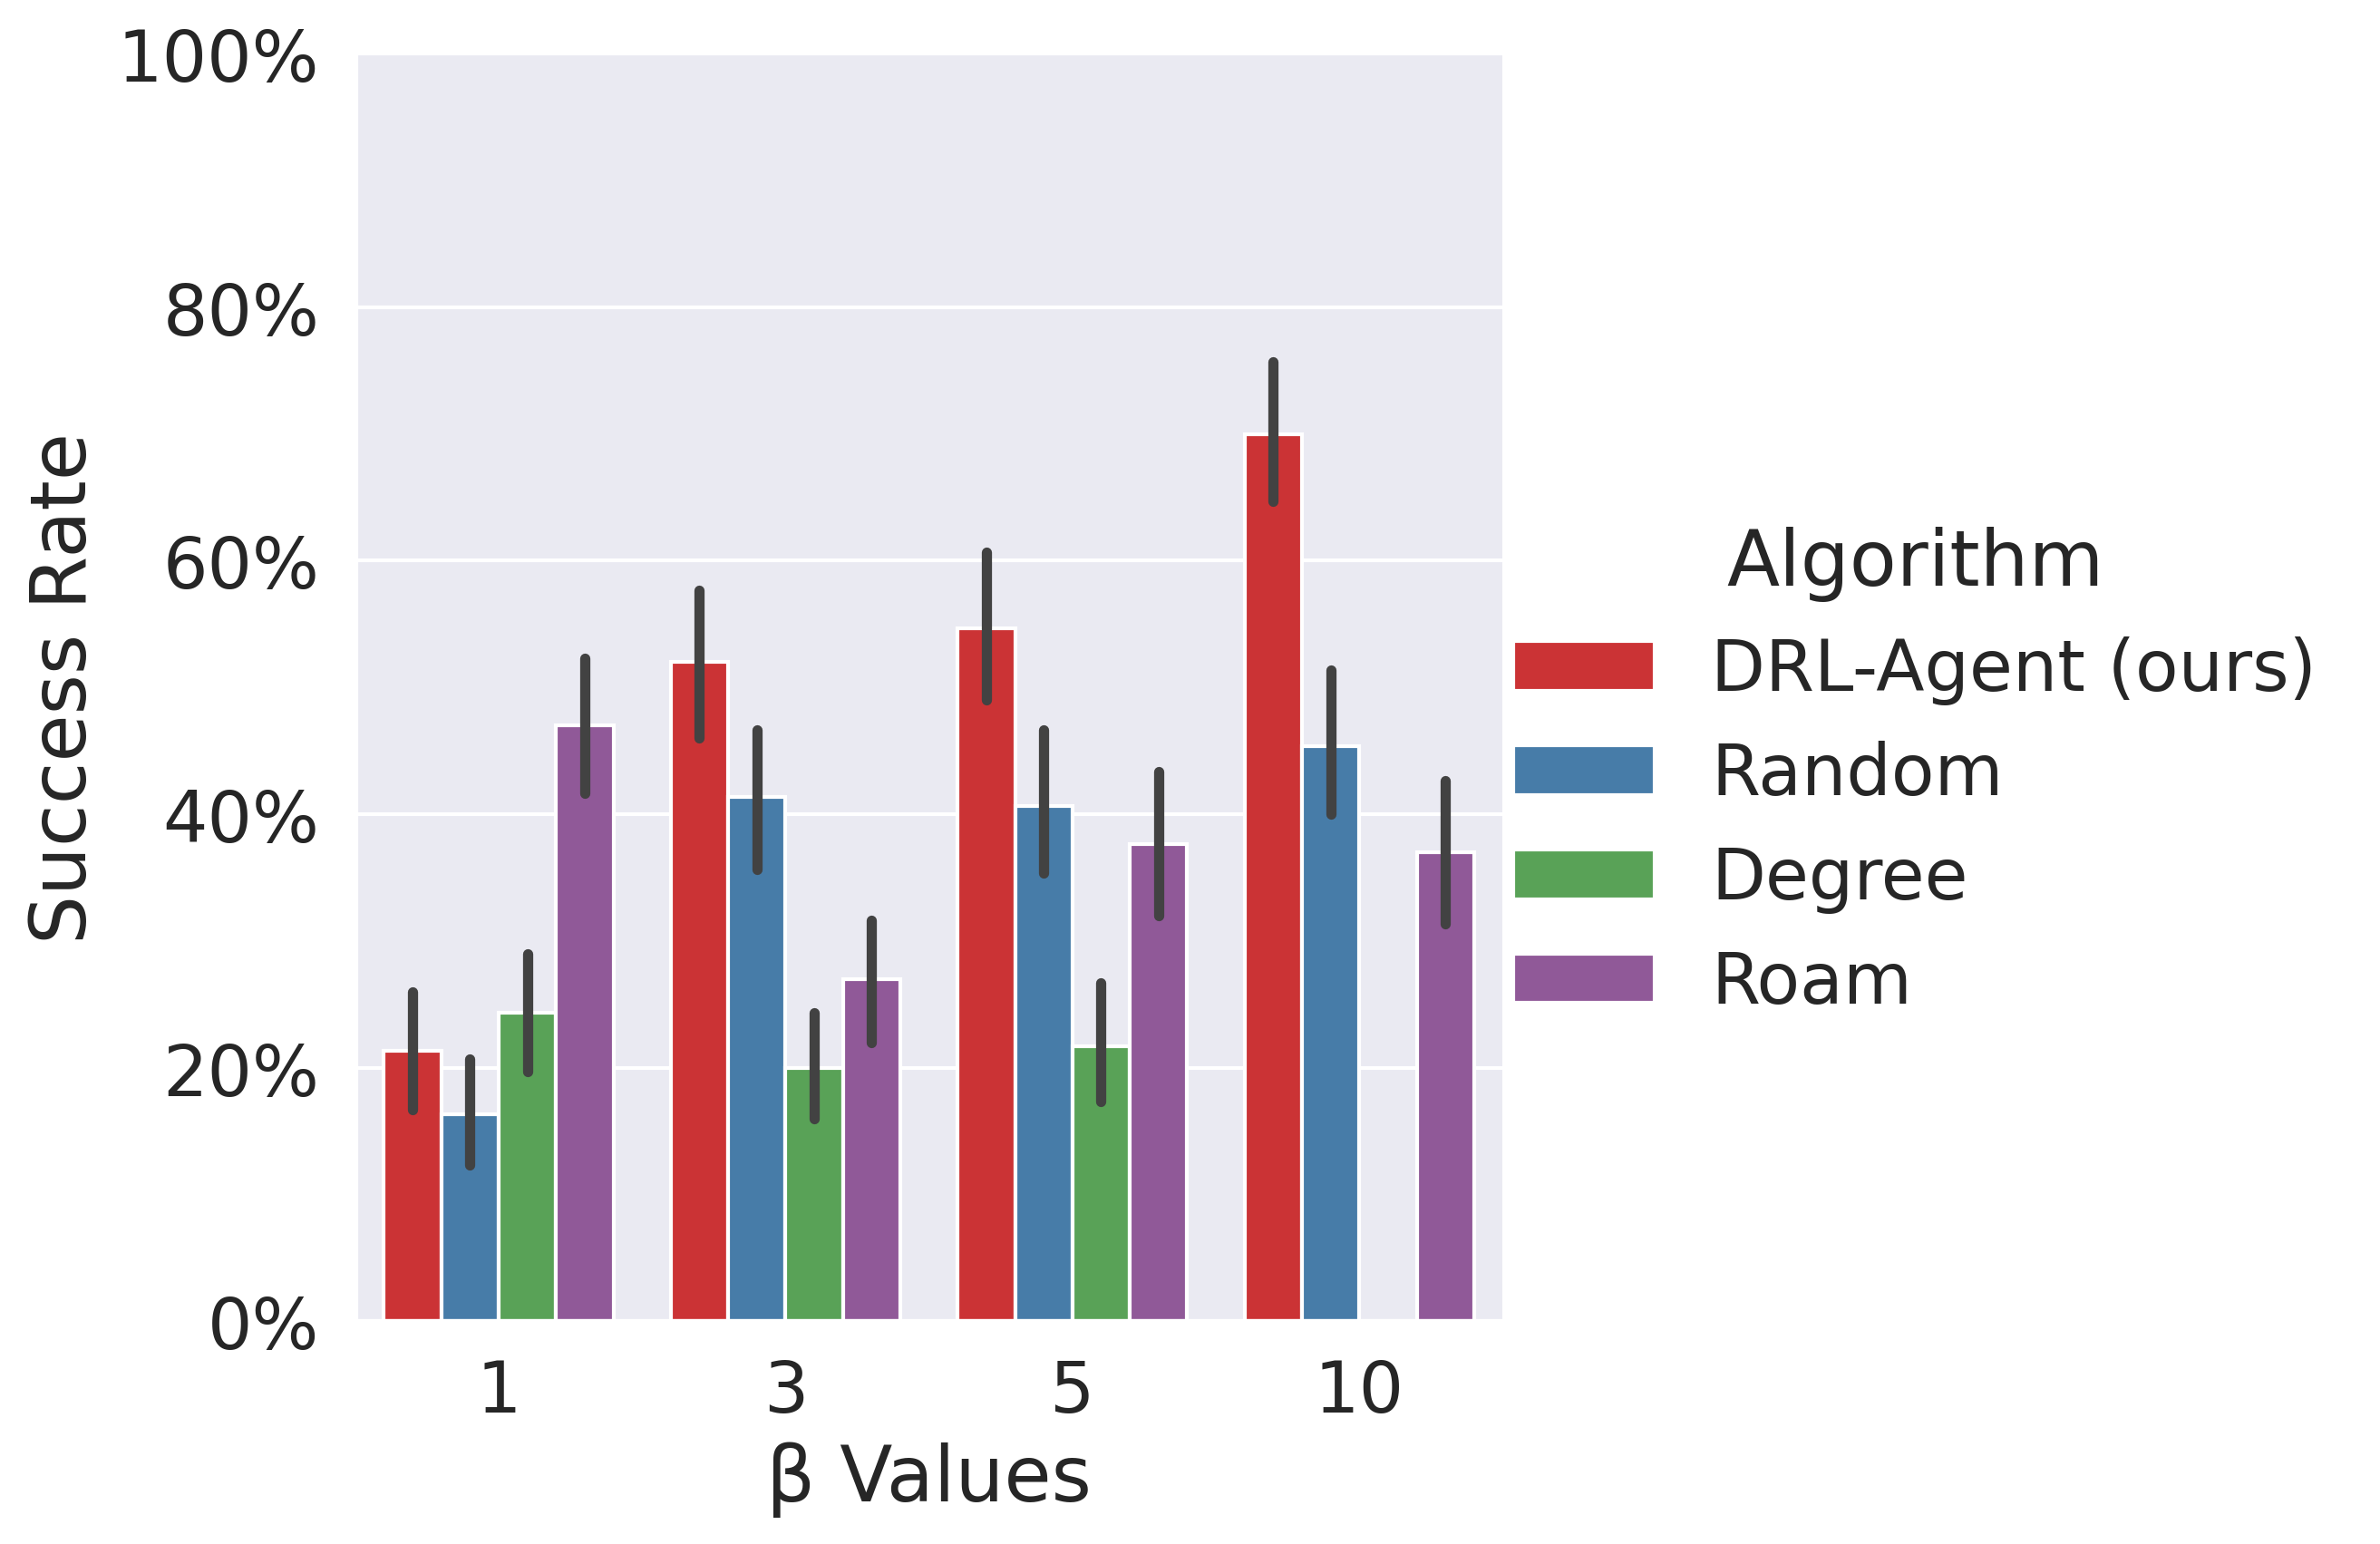 100%
80%
60%
40%
20%
0%
Success Rate
1 3 5 10
β Values
Algorithm
DRL-Agent (ours)
Random
Degree
Roam